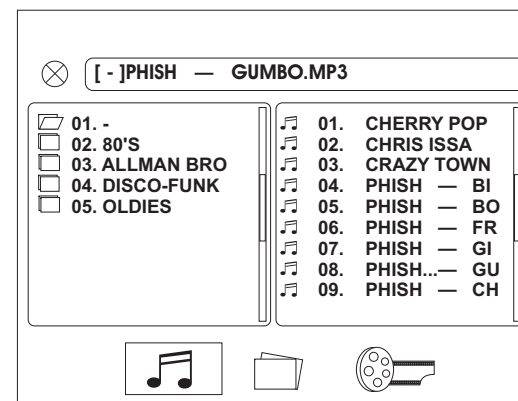 [ - ]PHISH — GUMBO.MP3
01. -
02. 80'S
03. ALLMAN BRO
04. DISCO-FUNK
05. OLDIES
01. CHERRY POP
02. CHRIS ISSA
03. CRAZY TOWN
04. PHISH — BI
05. PHISH — BO
06. PHISH — FR
07. PHISH — GI
08. PHISH...— GU
09. PHISH — CH